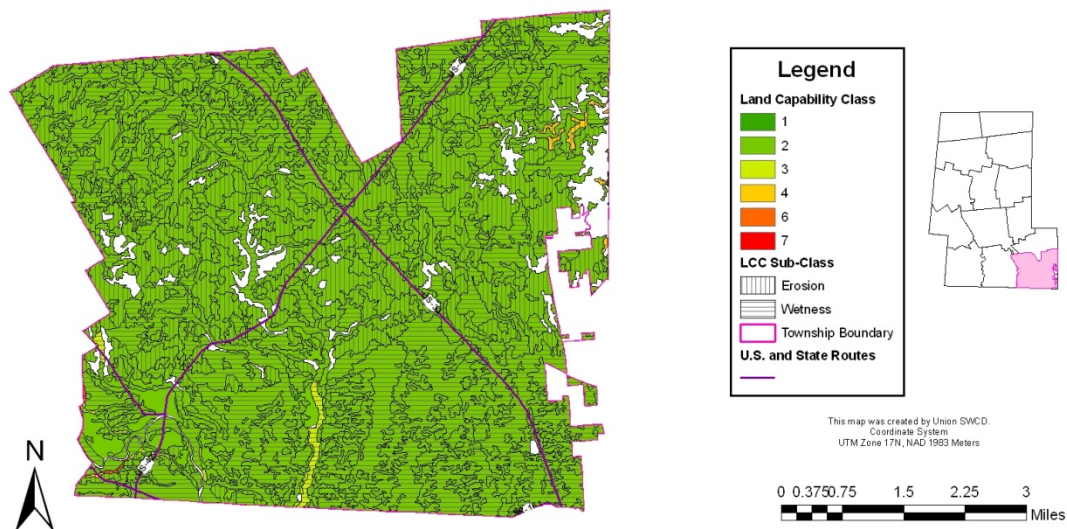 Legend
Land Capability Class
1
2
3
4
6
7
LCC Sub-Class
Erosion
Wetness
Township Boundary
U.S. and State Routes
This map was created by Union SWCD.
Coordinate System
UTM Zone 17N, NAD 1983 Meters
N
0 0.3750.75 1.5 2.25 3
Miles